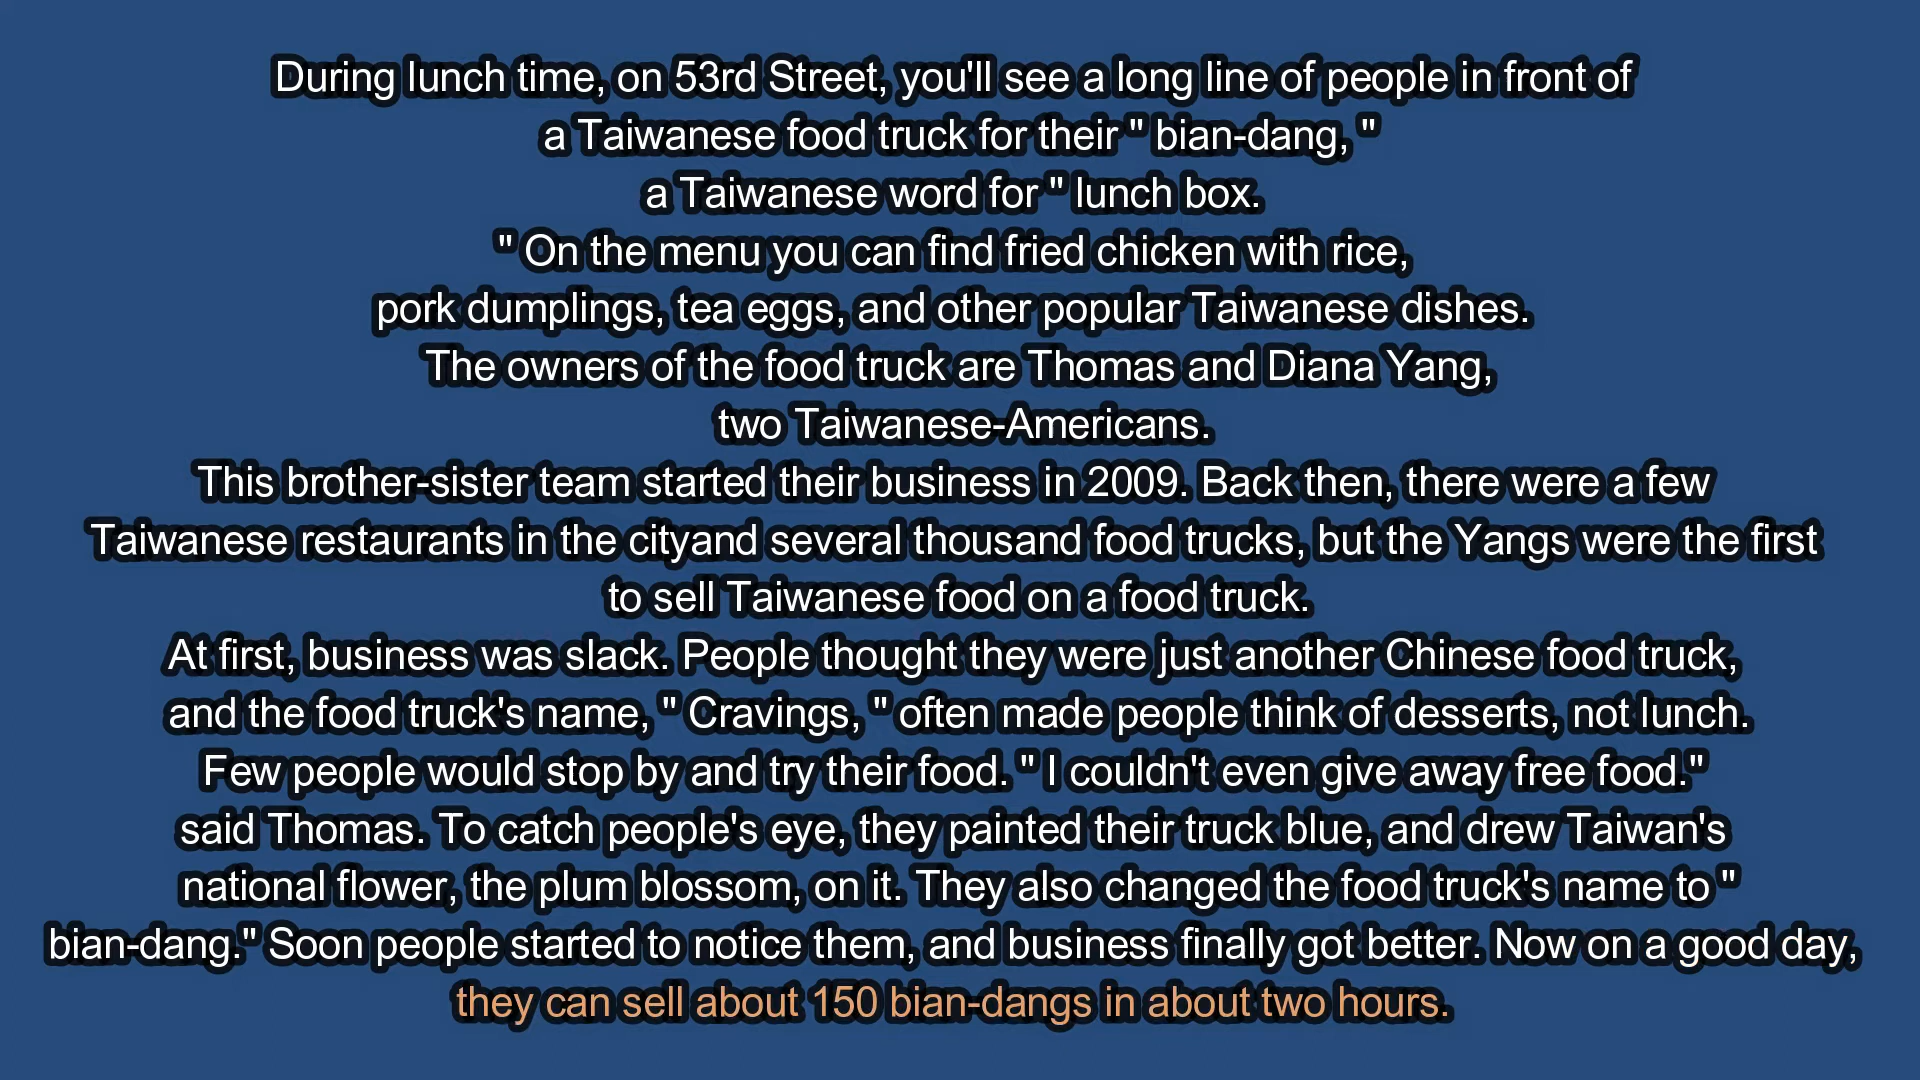 During lunch time, on 53rd Street, you'll see a long line of people in front of
a Taiwanese food truck for their " bian-dang, "
a Taiwanese word for " lunch box.
" On the menu you can find fried chicken with rice,
pork dumplings, tea eggs, and other popular Taiwanese dishes.
The owners of the food truck are Thomas and Diana Yang,
two Taiwanese-Americans.
This brother-sister team started their business in 2009. Back then, there were a few
Taiwanese restaurants in the cityand several thousand food trucks, but the Yangs were the first
to sell Taiwanese food on a food truck.
At first, business was slack. People thought they were just another Chinese food truck,
and the food truck's name, " Cravings, " often made people think of desserts, not lunch.
Few people would stop by and try their food. " I couldn't even give away free food."
said Thomas. To catch people's eye, they painted their truck blue, and drew Taiwan's
national flower, the plum blossom, on it. They also changed the food truck's name to "
bian-dang." Soon people started to notice them, and business finally got better. Now on a good day,
they can sell about 150 bian-dangs in about two hours.